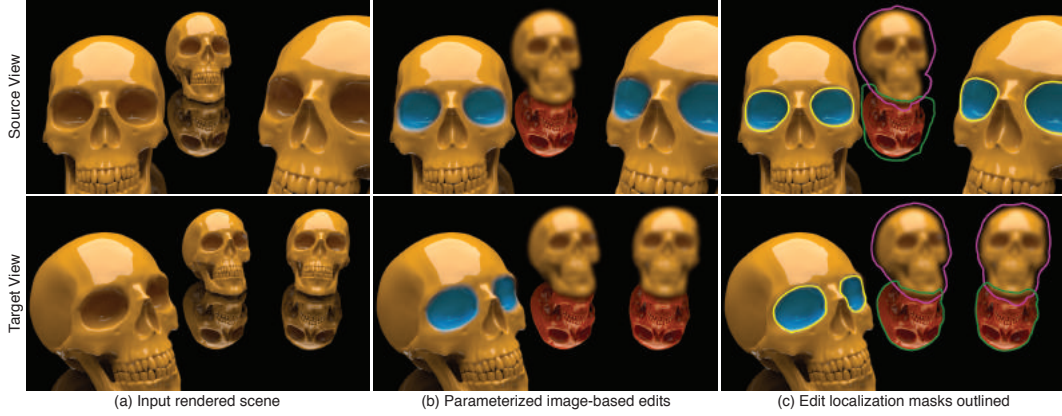 Source View
Target View
(a) Input rendered scene
(b) Parameterized image-based edits
(c) Edit localization masks outlined